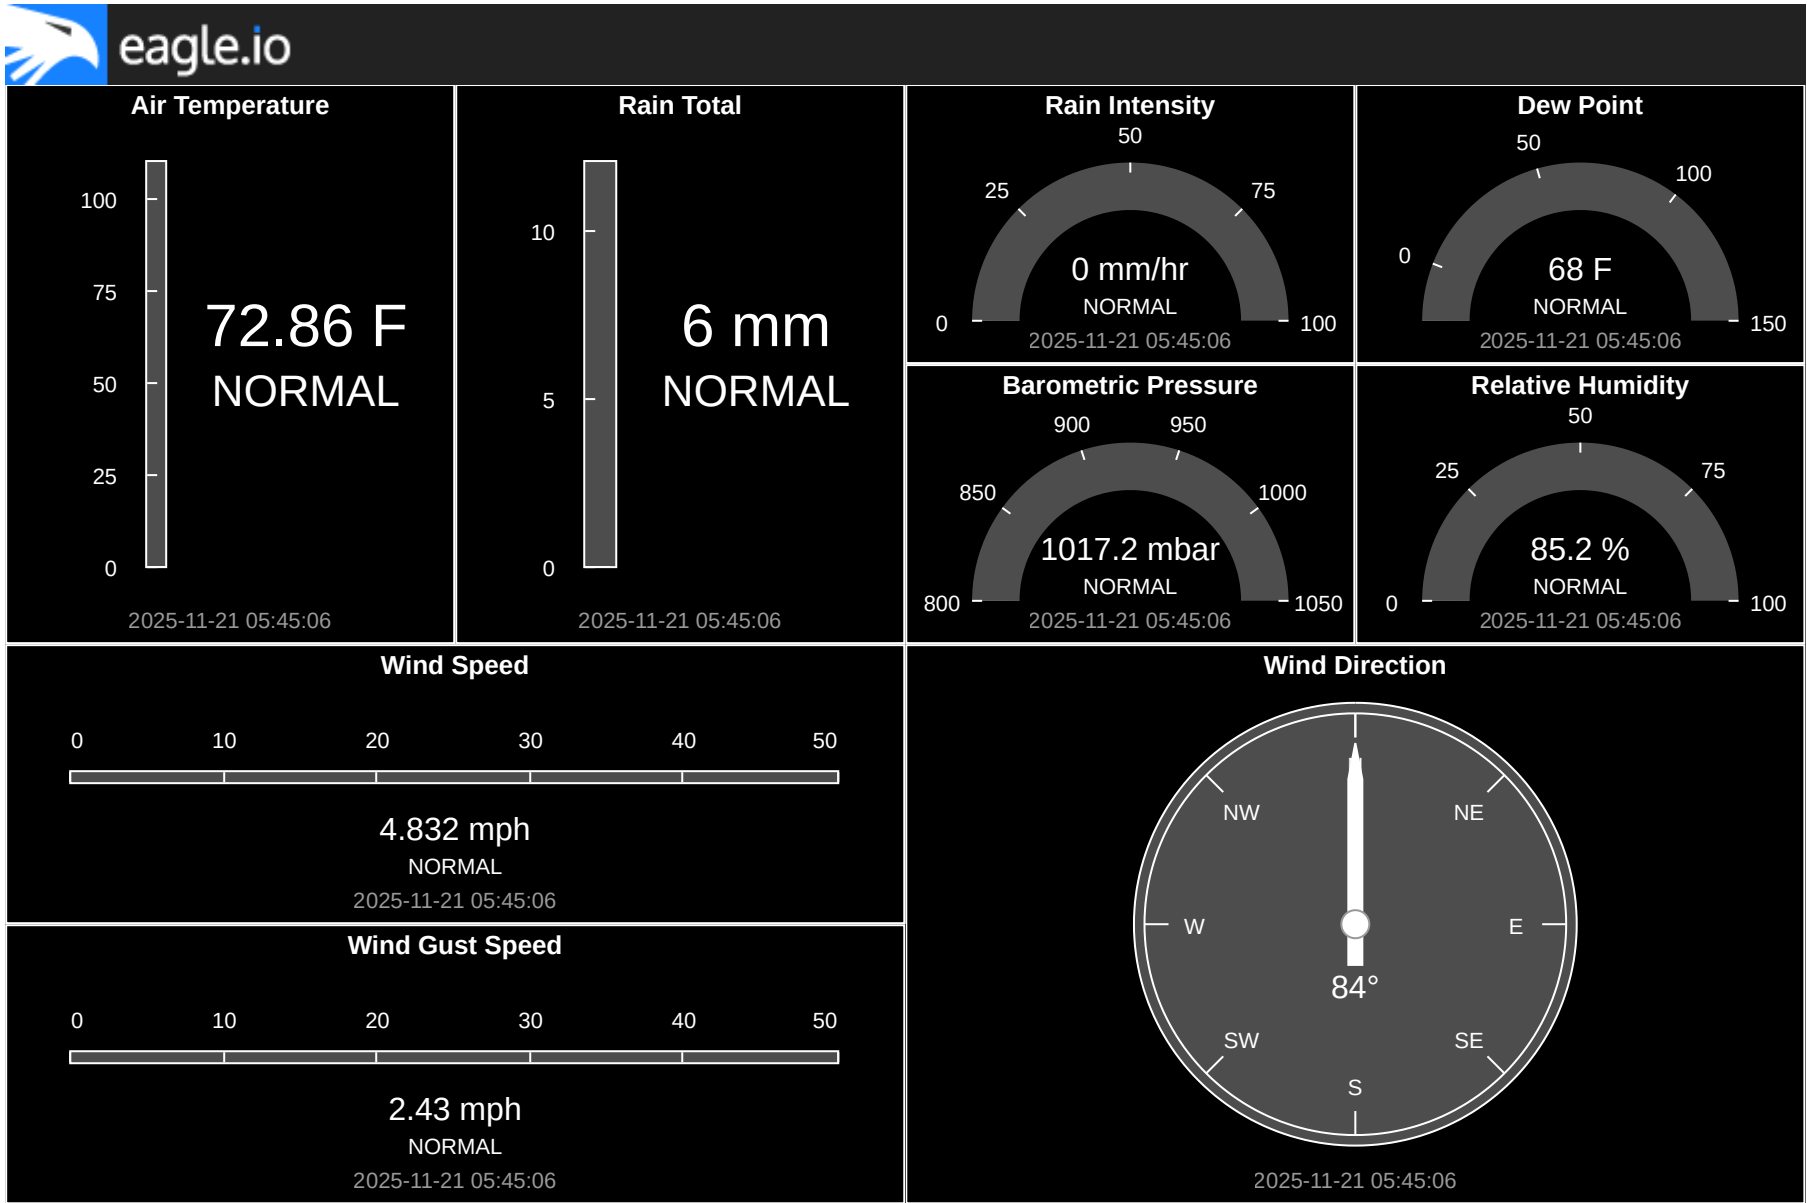 eagle.io
Air Temperature
100
75
50
25
0
72.86 F
NORMAL
2025-11-21 05:45:06
Rain Total
10
5
0
6 mm
NORMAL
2025-11-21 05:45:06
Rain Intensity
0
25
50
75
100
0 mm/hr
NORMAL
2025-11-21 05:45:06
Dew Point
0
50
100
150
68 F
NORMAL
2025-11-21 05:45:06
Barometric Pressure
800
850
900
950
1000
1050
1017.2 mbar
NORMAL
2025-11-21 05:45:06
Relative Humidity
0
25
50
75
100
85.2 %
NORMAL
2025-11-21 05:45:06
Wind Speed
0 10 20 30 40 50
4.832 mph
NORMAL
2025-11-21 05:45:06
Wind Gust Speed
0 10 20 30 40 50
2.43 mph
NORMAL
2025-11-21 05:45:06
Wind Direction
NW NE
W E
84°
SW SE
S
2025-11-21 05:45:06